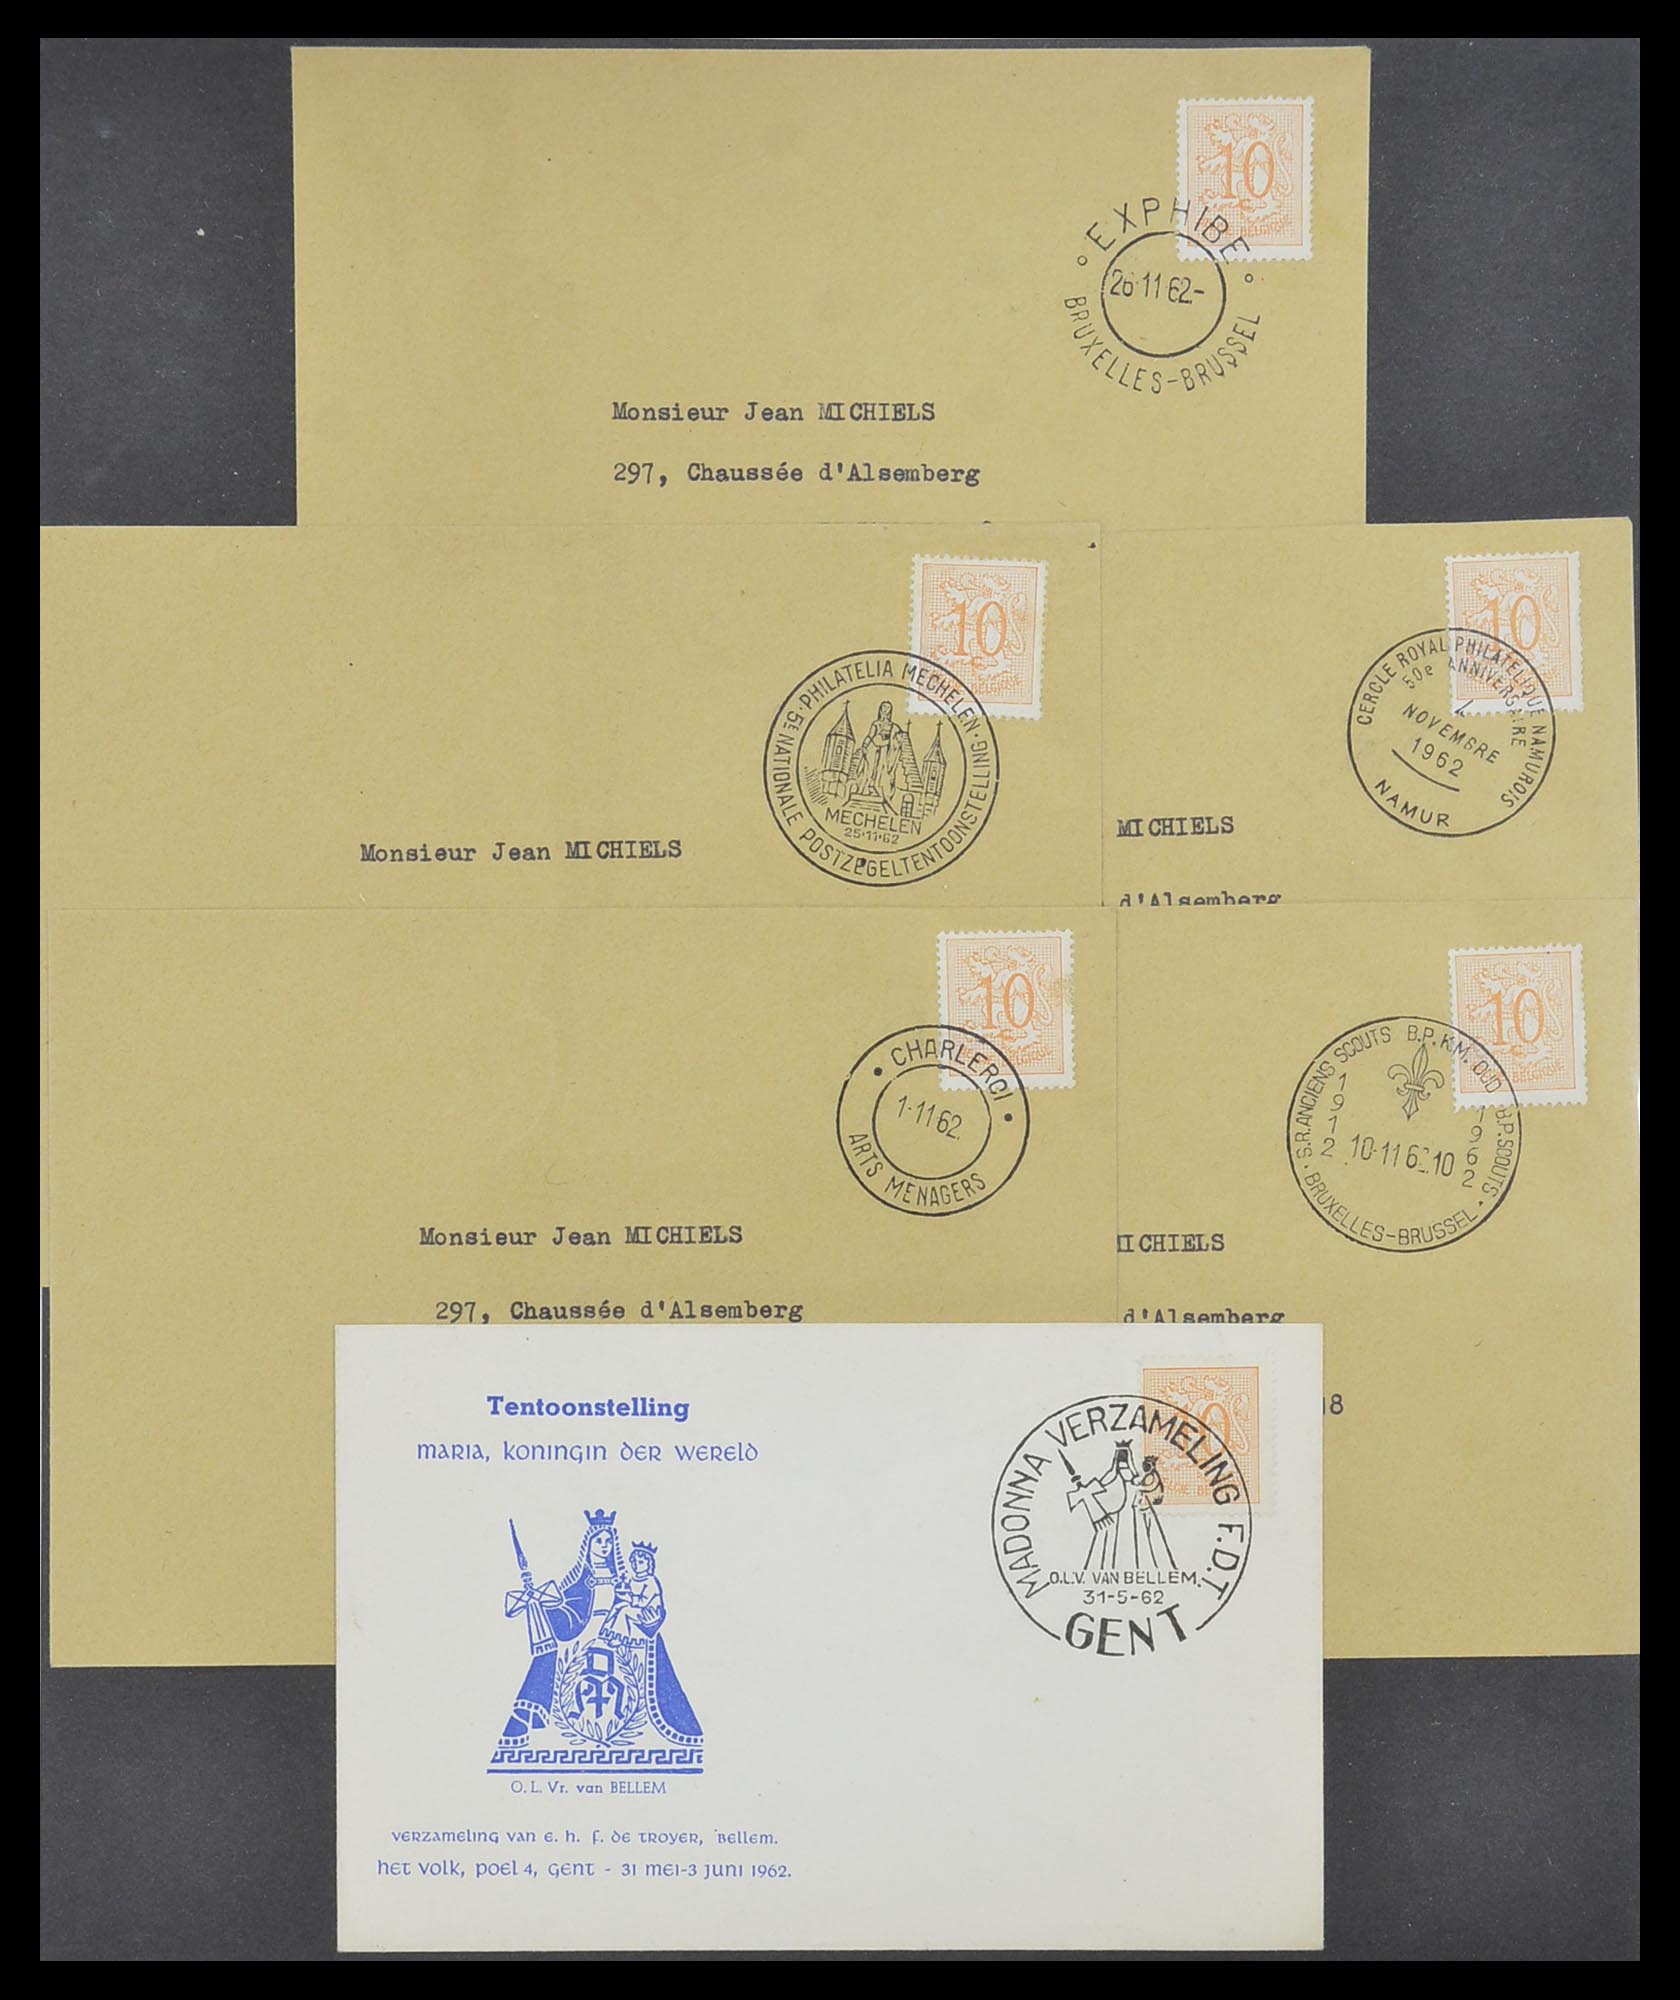 10
c
BELGIQUE
EXPHIBE
26·11 62-
BRUXELLES-BRUSSEL
Monsieur Jean MICHIELS
297, Chaussée d'Alsemberg
10
BELGIQUE
PHILATELIA MECHELEN
5E NATIONALE POSTZEGELTENTOONSTELLING
MECHELEN
25·11·62
Monsieur Jean MICHIELS
10
CERCLE ROYAL PHILATELIQUE NAMUROIS
50e ANNIVERSAIRE
NOVEMBRE
1962
NAMUR
MICHIELS
d'Alsemberg
10
c
BELGIQUE
CHARLEROI
1·11 62
ARTS MENAGERS
Monsieur Jean MICHIELS
297, Chaussée d'Alsemberg
10
c
BELGIQUE
S.R.ANCIENS SCOUTS B.P. K.M. OUD B.P. SCOUTS
1912
1962
10·11 62 10
BRUXELLES-BRUSSEL
MICHIELS
d'Alsemberg
18
Tentoonstelling
maria, koningin der wereld
O. L. Vr. van BELLEM
verzameling van e. h. f. de troyer, bellem.
het volk, poel 4, gent - 31 mei-3 juni 1962.
10
MADONNA VERZAMELING F.D.T.
O.L.V. VAN BELLEM.
31-5-62
GENT